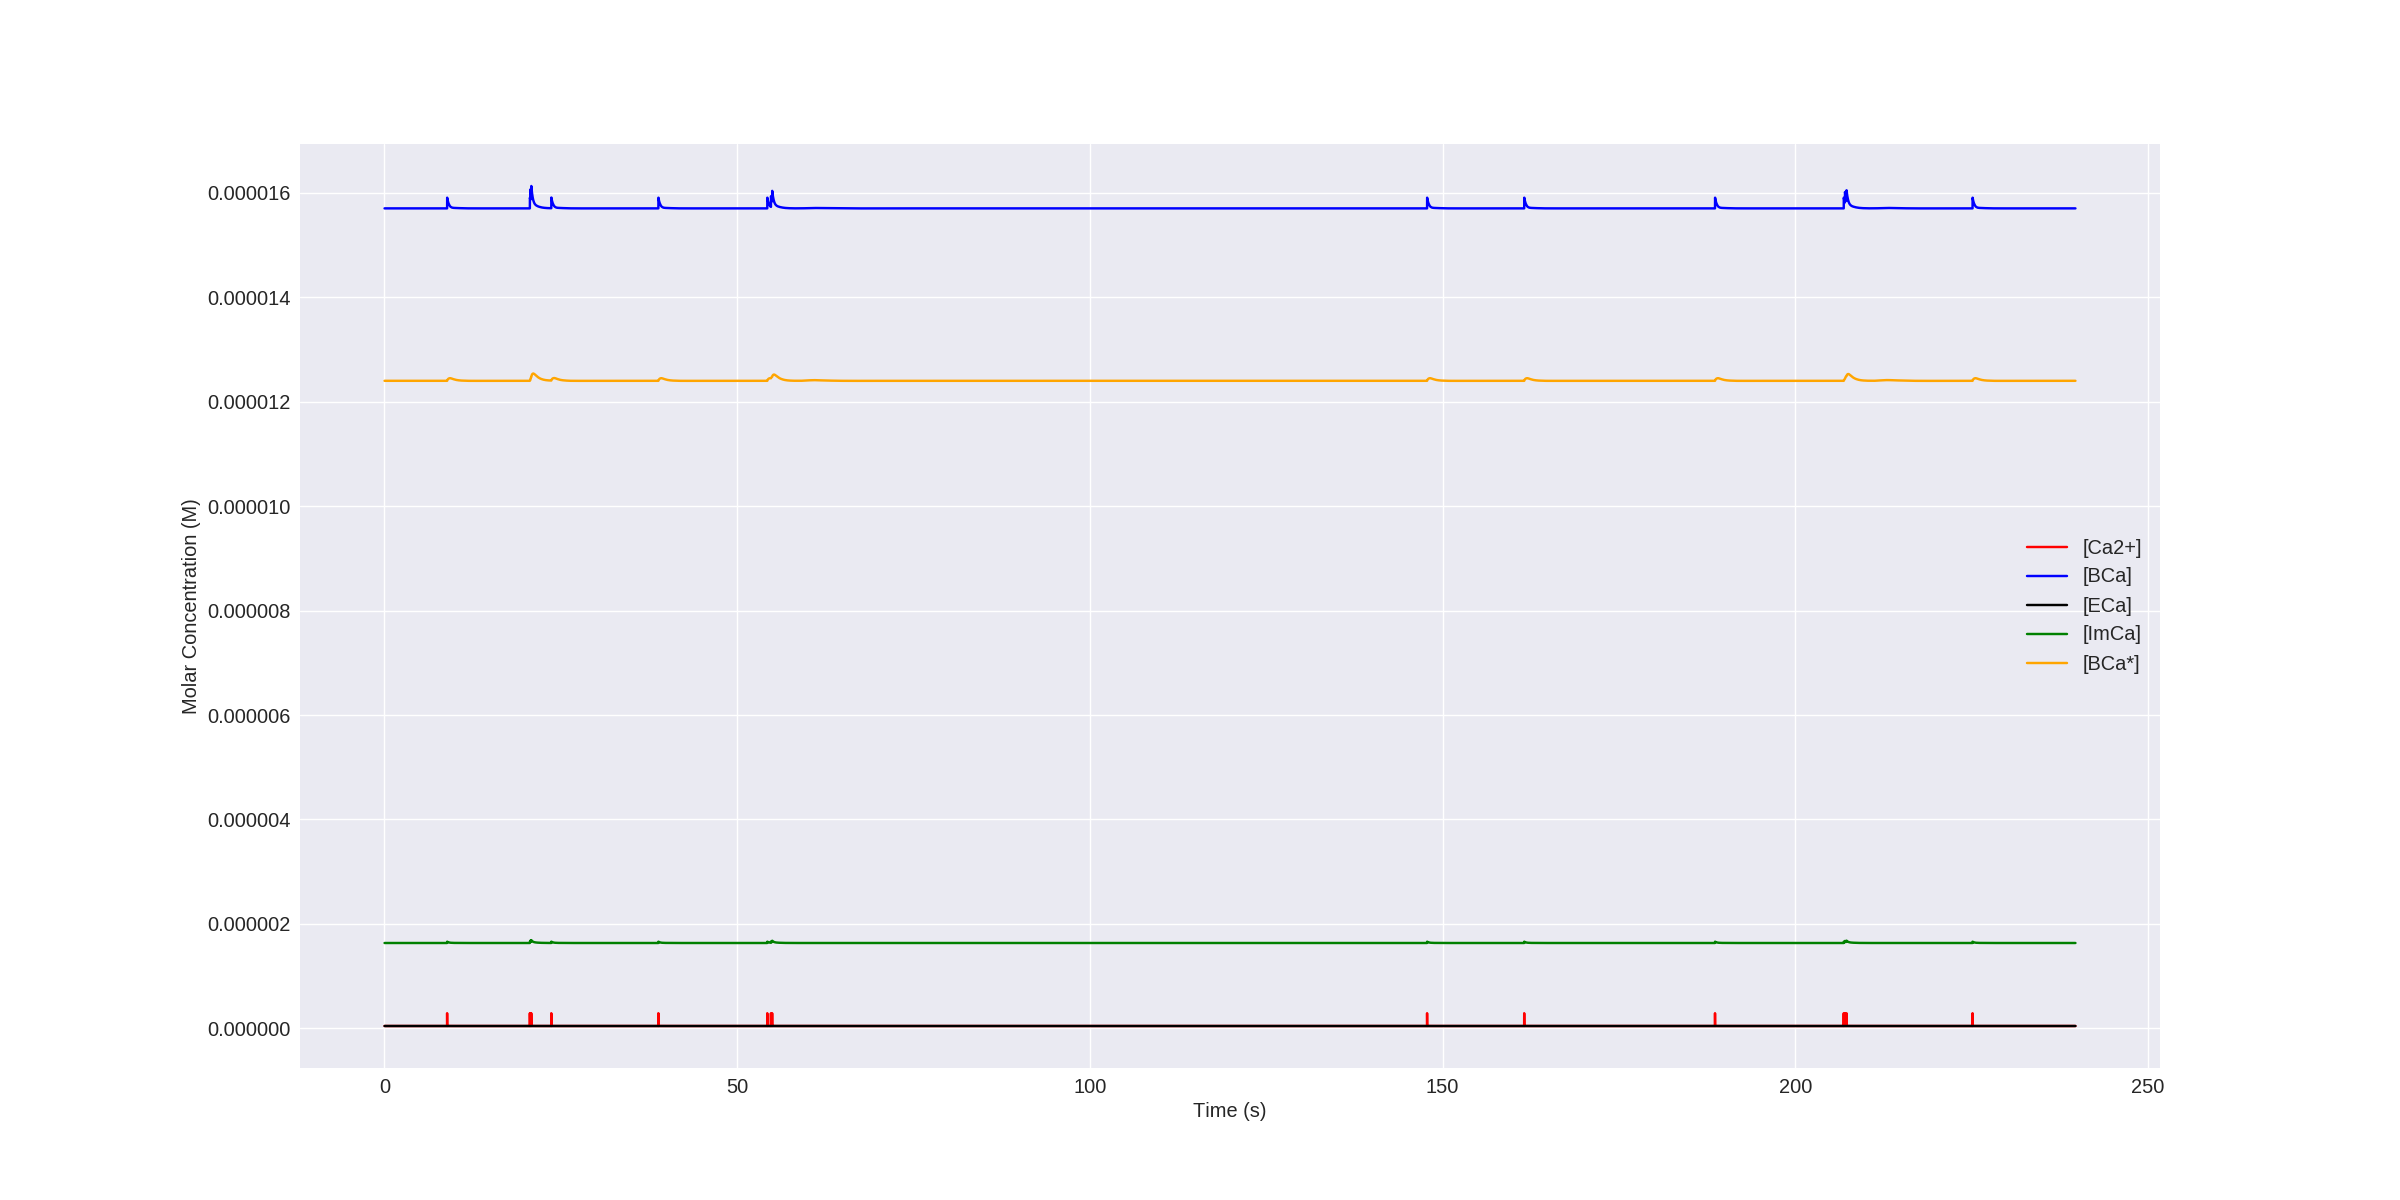 0.000016
0.000014
0.000012
0.000010
0.000008
0.000006
0.000004
0.000002
0.000000
Molar Concentration (M)
[Ca2+]
[BCa]
[ECa]
[ImCa]
[BCa*]
0 50 100 150 200 250
Time (s)